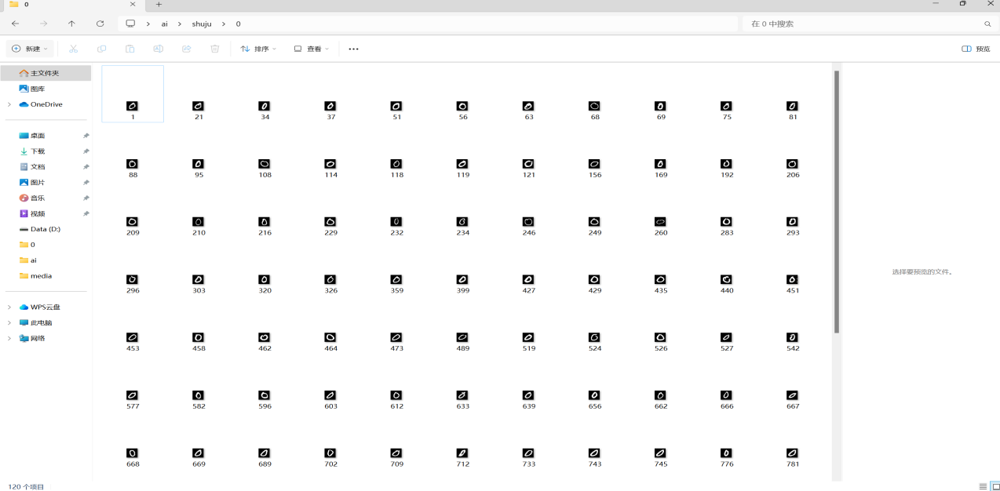 0
ai
shuju
0
在 0 中搜索
新建
排序
查看
预览
主文件夹
图库
OneDrive
桌面
下载
文档
图片
音乐
视频
Data (D:)
0
ai
media
WPS云盘
此电脑
网络
1 21 34 37 51 56 63 68 69 75 81
88 95 108 114 118 119 121 156 169 192 206
209 210 216 229 232 234 246 249 260 283 293
296 303 320 326 359 399 427 429 435 440 451
453 458 462 464 473 489 519 524 526 527 542
577 582 596 603 612 633 639 656 662 666 667
668 669 689 702 709 712 733 743 745 776 781
选择要预览的文件。
120 个项目